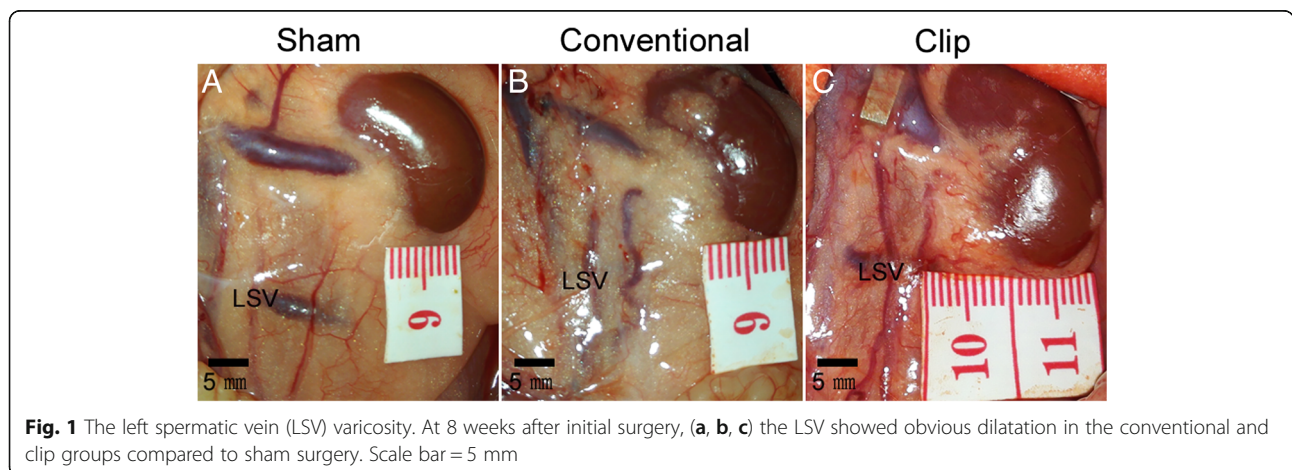 Sham Conventional Clip
A B C
LSV LSV LSV
9 9 10 11
5 mm 5 mm 5 mm
Fig. 1 The left spermatic vein (LSV) varicosity. At 8 weeks after initial surgery, (a, b, c) the LSV showed obvious dilatation in the conventional and
clip groups compared to sham surgery. Scale bar = 5 mm